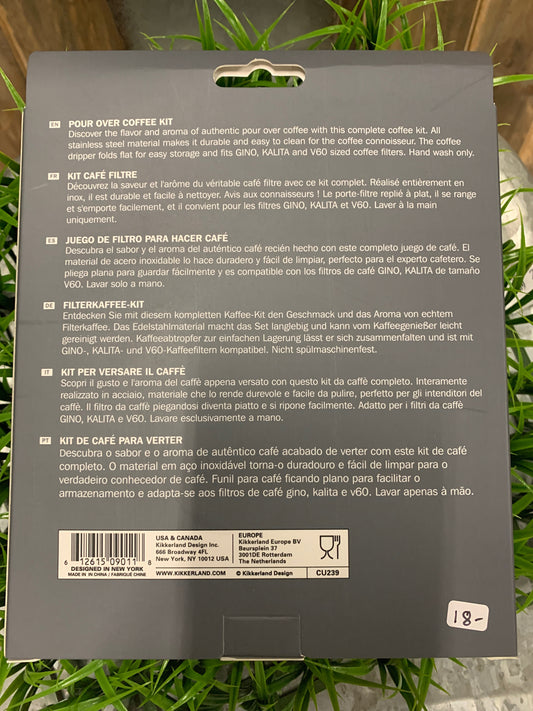 EN POUR OVER COFFEE KIT
Discover the flavor and aroma of authentic pour over coffee with this complete coffee kit. All
stainless steel material makes it durable and easy to clean for the coffee connoisseur. The coffee
dripper folds flat for easy storage and fits GINO, KALITA and V60 sized coffee filters. Hand wash only.
FR KIT CAFÉ FILTRE
Découvrez la saveur et l'arôme du véritable café filtre avec ce kit complet. Réalisé entièrement en
inox, il est durable et facile à nettoyer. Avis aux connaisseurs ! Le porte-filtre replié à plat, il se range
et s'emporte facilement, et il convient pour les filtres GINO, KALITA et V60. Laver à la main
uniquement.
ES JUEGO DE FILTRO PARA HACER CAFÉ
Descubra el sabor y el aroma del auténtico café recién hecho con este completo juego de café. El
material de acero inoxidable lo hace duradero y fácil de limpiar, perfecto para el experto cafetero. Se
pliega plana para guardar fácilmente y es compatible con los filtros de café GINO, KALITA de tamaño
V60. Lavar solo a mano.
DE FILTERKAFFEE-KIT
Entdecken Sie mit diesem kompletten Kaffee-Kit den Geschmack und das Aroma von echtem
Filterkaffee. Das Edelstahlmaterial macht das Set langlebig und kann vom Kaffeegenießer leicht
gereinigt werden. Kaffeeabtropfer zur einfachen Lagerung lässt er sich zusammenfalten und ist mit
GINO-, KALITA- und V60-Kaffeefiltern kompatibel. Nicht spülmaschinenfest.
IT KIT PER VERSARE IL CAFFÈ
Scopri il gusto e l'aroma del caffè appena versato con questo kit da caffè completo. Interamente
realizzato in acciaio, materiale che lo rende durevole e facile da pulire, perfetto per gli intenditori del
caffè. Il filtro da caffè piegandosi diventa piatto e si ripone facilmente. Adatto per i filtri da caffè
GINO, KALITA e V60. Lavare esclusivamente a mano.
PT KIT DE CAFÉ PARA VERTER
Descubra o sabor e o aroma de autêntico café acabado de verter com este kit de café
completo. O material em aço inoxidável torna-o duradouro e fácil de limpar para o
verdadeiro conhecedor de café. Funil para café ficando plano para facilitar o
armazenamento e adapta-se aos filtros de café gino, kalita e v60. Lavar apenas à mão.
6 12615 09011 8
DESIGNED IN NEW YORK
MADE IN CHINA / FABRIQUÉ CHINE
USA & CANADA
Kikkerland Design Inc.
666 Broadway 4FL
New York, NY 10012 USA
WWW.KIKKERLAND.COM
EUROPE
Kikkerland Europe BV
Beursplein 37
3001DE Rotterdam
The Netherlands
© Kikkerland Design
CU239
18-